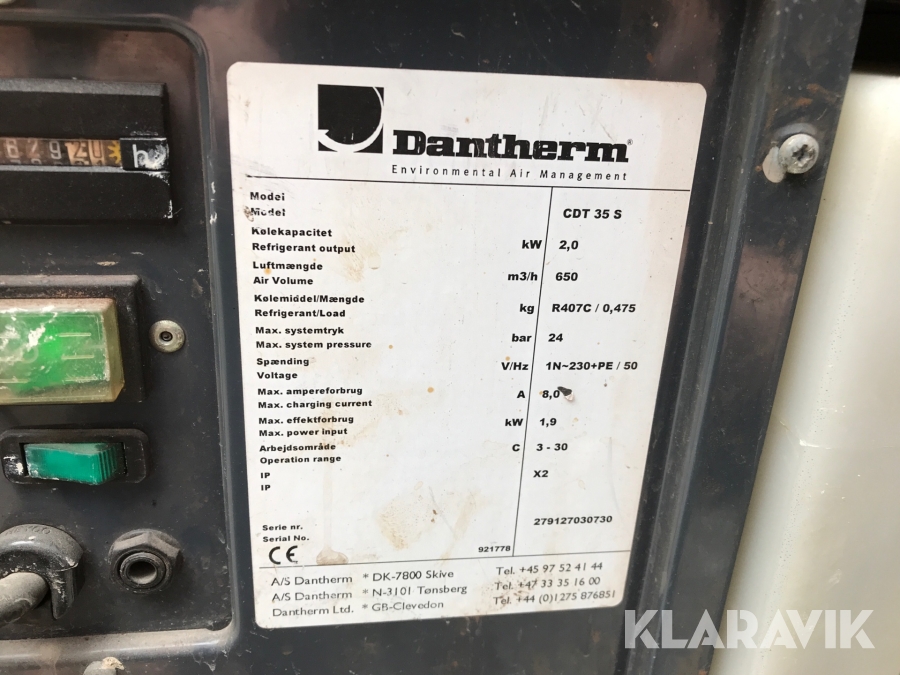 Dantherm®
Environmental Air Management
Model
Model CDT 35 S
Kølekapacitet
Refrigerant output kW 2,0
Luftmængde
Air Volume m3/h 650
Kølemiddel/Mængde
Refrigerant/Load kg R407C / 0,475
Max. systemtryk
Max. system pressure bar 24
Spænding
Voltage V/Hz 1N~230+PE / 50
Max. ampereforbrug
Max. charging current A 8,0
Max. effektforbrug
Max. power input kW 1,9
Arbejdsområde
Operation range C 3 - 30
IP
IP X2
Serie nr.
Serial No. 279127030730
CE 921778
A/S Dantherm * DK-7800 Skive Tel. +45 97 52 41 44
A/S Dantherm * N-3101 Tønsberg Tel. +47 33 35 16 00
Dantherm Ltd. * GB-Clevedon Tel. +44 (0)1275 876851
h
KLARAVIK